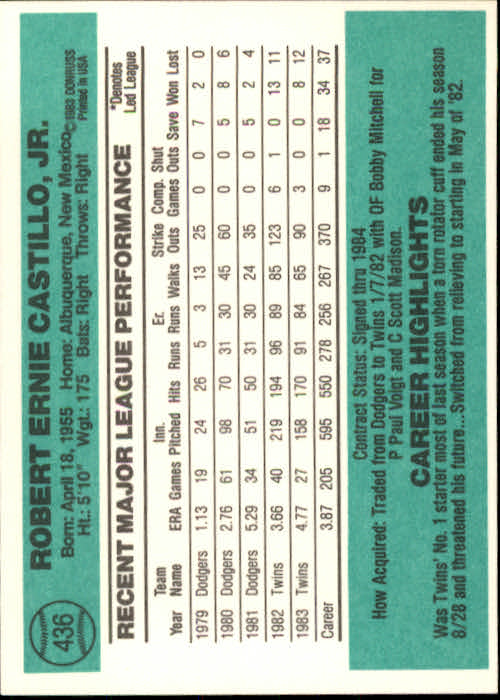 436
ROBERT ERNIE CASTILLO, JR.
Born: April 18, 1955 Home: Albuquerque, New Mexico ©1983 DONRUSS
Ht.: 5'10" Wgt.: 175 Bats: Right Throws: Right Printed in USA
RECENT MAJOR LEAGUE PERFORMANCE *Denotes Led League
Team Inn. Er. Strike Comp. Shut
Year Name ERA Games Pitched Hits Runs Runs Walks Outs Games Outs Save Won Lost
1979 Dodgers 1.13 19 24 26 5 3 13 25 0 0 7 2 0
1980 Dodgers 2.76 61 98 70 31 30 45 60 0 0 5 8 6
1981 Dodgers 5.29 34 51 50 31 30 24 35 0 0 5 2 4
1982 Twins 3.66 40 219 194 96 89 85 123 6 1 0 13 11
1983 Twins 4.77 27 158 170 91 84 65 90 3 0 0 8 12
Career 3.87 205 595 550 278 256 267 370 9 1 18 34 37
Contract Status: Signed thru 1984
How Acquired: Traded from Dodgers to Twins 1/7/82 with OF Bobby Mitchell for
P Paul Voigt and C Scott Madison.
CAREER HIGHLIGHTS
Was Twins' No. 1 starter most of last season when a torn rotator cuff ended his season
8/28 and threatened his future...Switched from relieving to starting in May of '82.